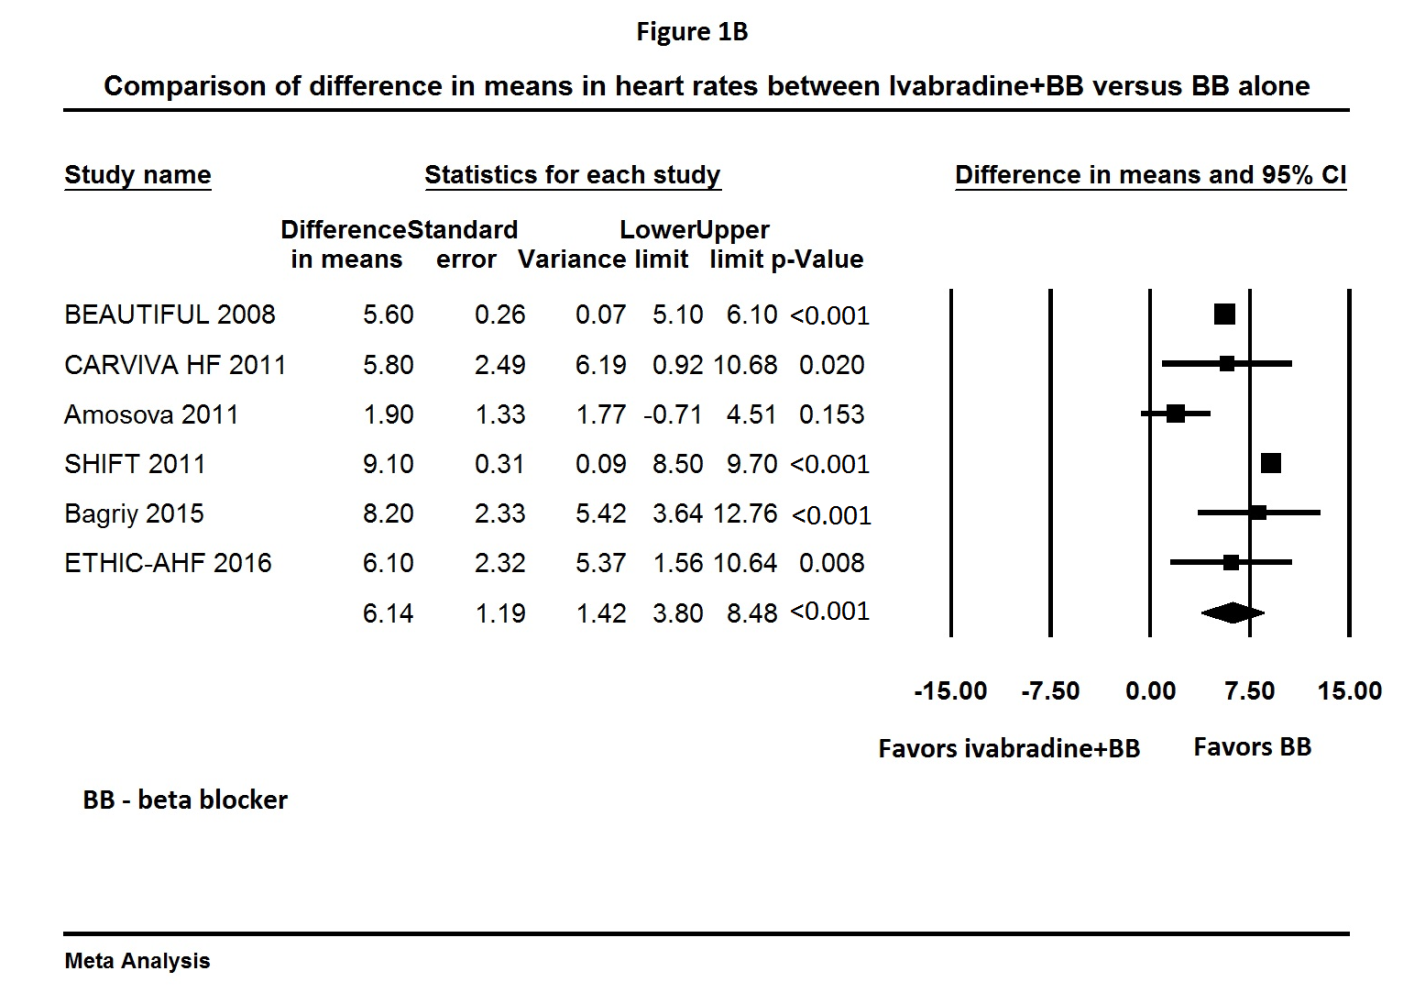 Figure 1B
Comparison of difference in means in heart rates between Ivabradine+BB versus BB alone
Study name Statistics for each study Difference in means and 95% CI
Difference Standard Lower Upper
in means error Variance limit limit p-Value
BEAUTIFUL 2008 5.60 0.26 0.07 5.10 6.10 <0.001
CARVIVA HF 2011 5.80 2.49 6.19 0.92 10.68 0.020
Amosova 2011 1.90 1.33 1.77 -0.71 4.51 0.153
SHIFT 2011 9.10 0.31 0.09 8.50 9.70 <0.001
Bagriy 2015 8.20 2.33 5.42 3.64 12.76 <0.001
ETHIC-AHF 2016 6.10 2.32 5.37 1.56 10.64 0.008
6.14 1.19 1.42 3.80 8.48 <0.001
-15.00 -7.50 0.00 7.50 15.00
Favors ivabradine+BB Favors BB
BB - beta blocker
Meta Analysis